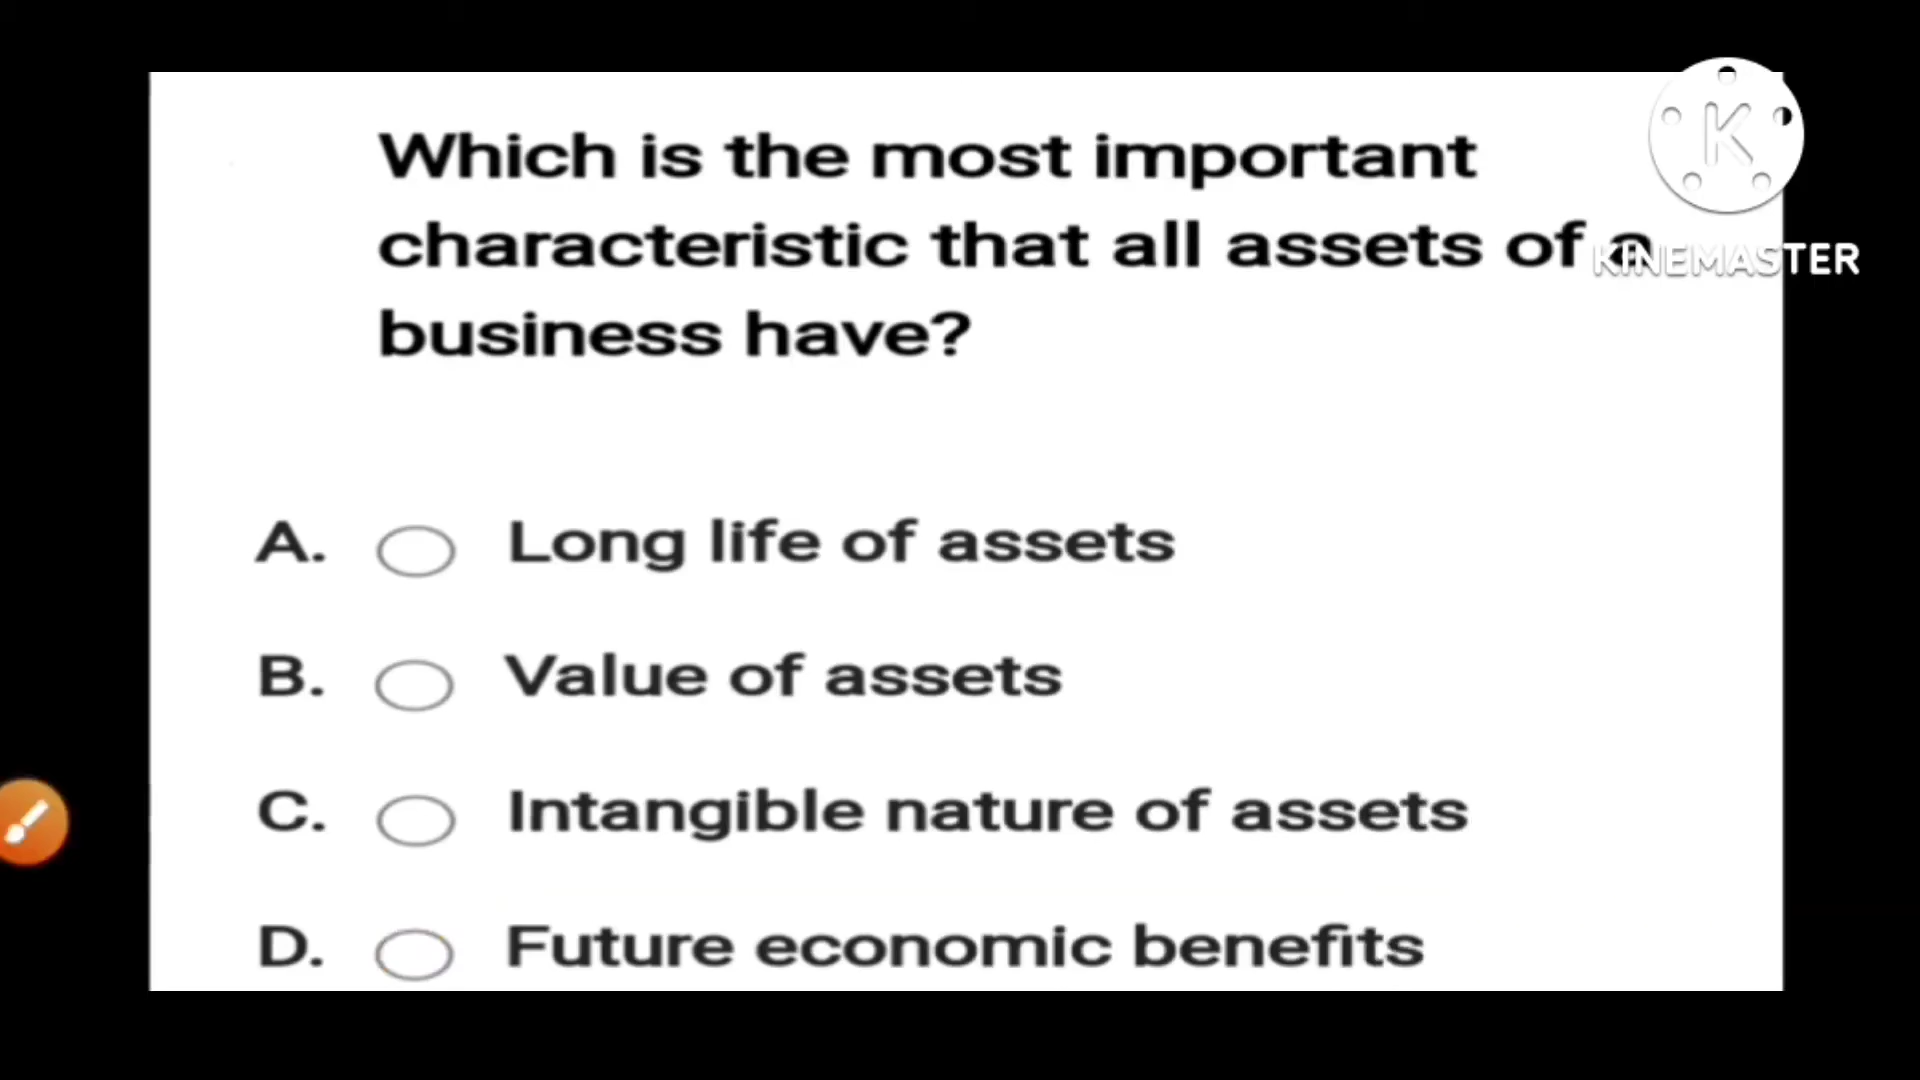 Which is the most important
characteristic that all assets of a
business have?
KINEMASTER
A. Long life of assets
B. Value of assets
C. Intangible nature of assets
D. Future economic benefits